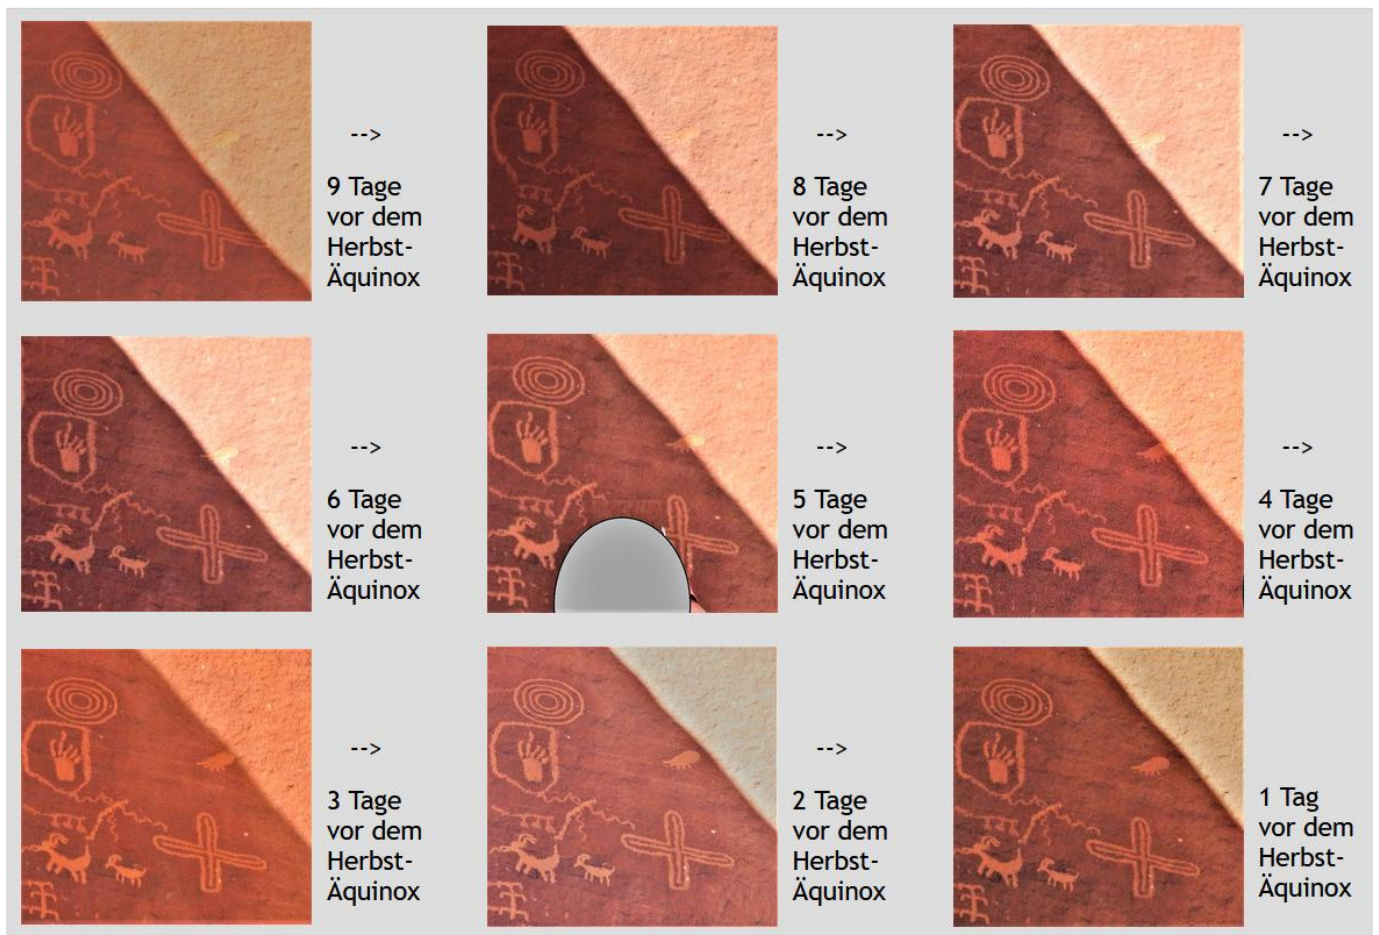 -->
9 Tage
vor dem
Herbst-
Äquinox
-->
8 Tage
vor dem
Herbst-
Äquinox
-->
7 Tage
vor dem
Herbst-
Äquinox
-->
6 Tage
vor dem
Herbst-
Äquinox
-->
5 Tage
vor dem
Herbst-
Äquinox
-->
4 Tage
vor dem
Herbst-
Äquinox
-->
3 Tage
vor dem
Herbst-
Äquinox
-->
2 Tage
vor dem
Herbst-
Äquinox
1 Tag
vor dem
Herbst-
Äquinox